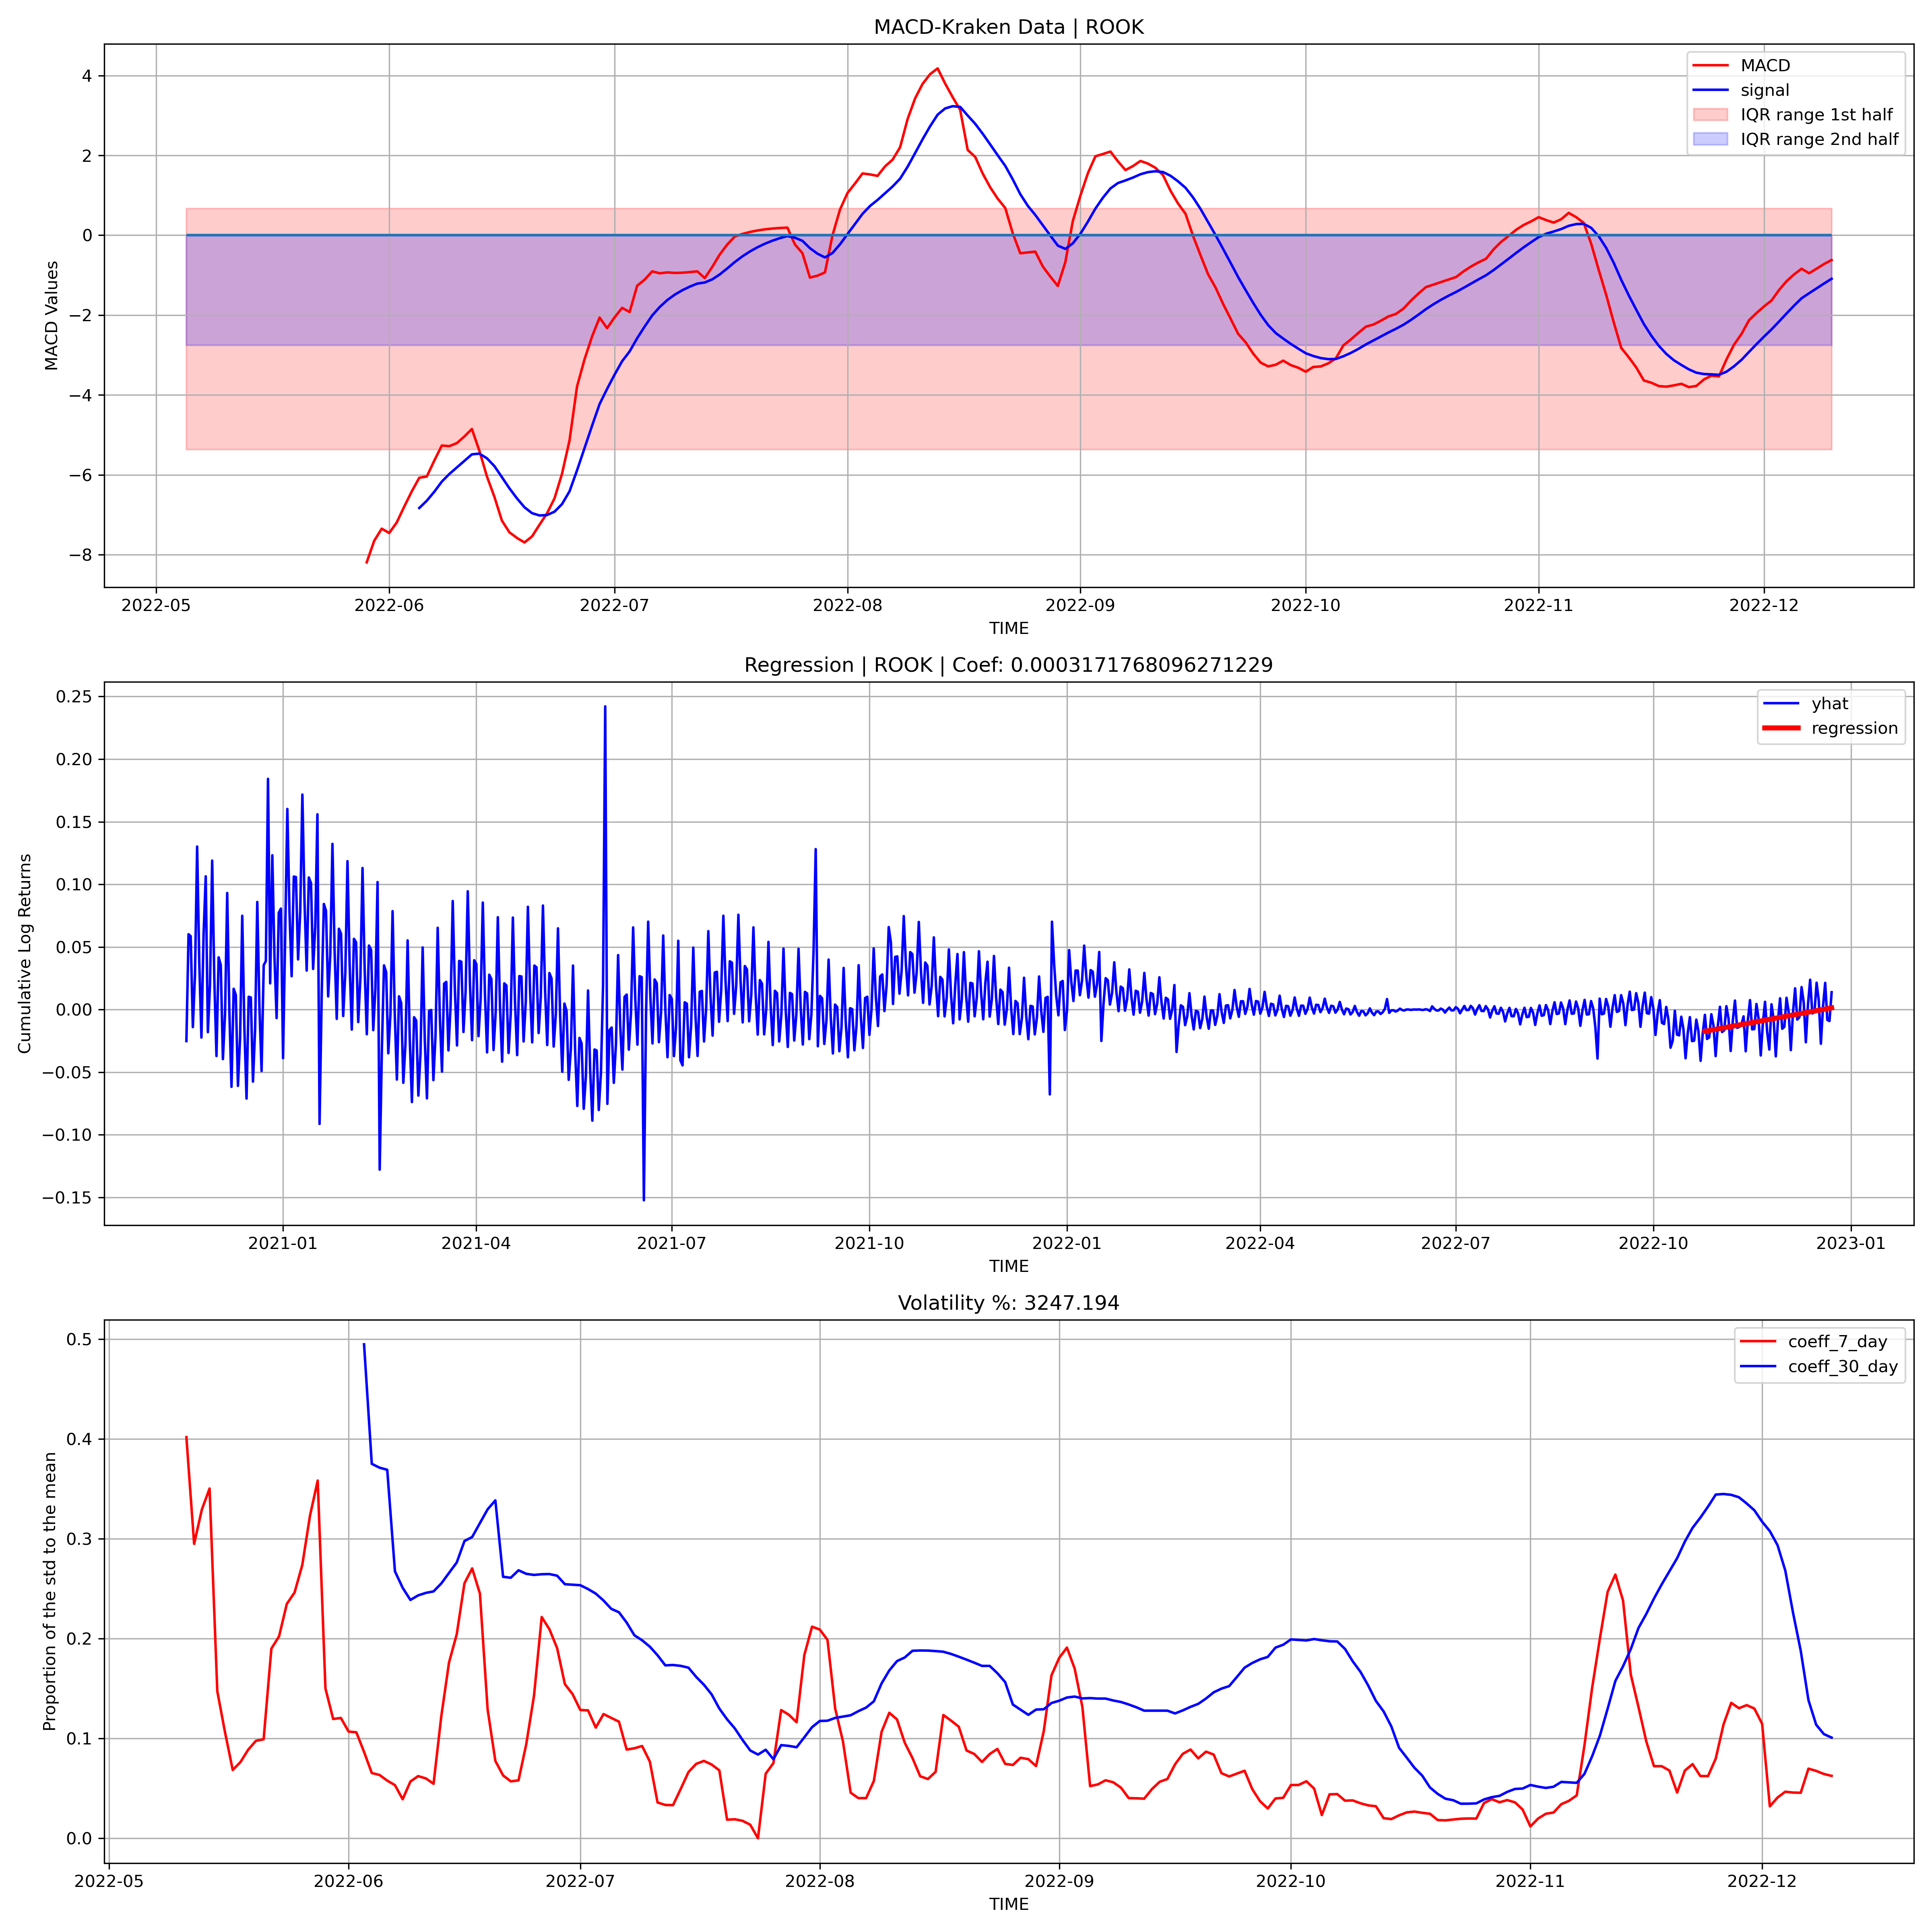 MACD-Kraken Data | ROOK
MACD
signal
IQR range 1st half
IQR range 2nd half
MACD Values
4
2
0
−2
−4
−6
−8
2022-05 2022-06 2022-07 2022-08 2022-09 2022-10 2022-11 2022-12
TIME
Regression | ROOK | Coef: 0.0003171768096271229
yhat
regression
Cumulative Log Returns
0.25
0.20
0.15
0.10
0.05
0.00
−0.05
−0.10
−0.15
2021-01 2021-04 2021-07 2021-10 2022-01 2022-04 2022-07 2022-10 2023-01
TIME
Volatility %: 3247.194
coeff_7_day
coeff_30_day
Proportion of the std to the mean
0.5
0.4
0.3
0.2
0.1
0.0
2022-05 2022-06 2022-07 2022-08 2022-09 2022-10 2022-11 2022-12
TIME